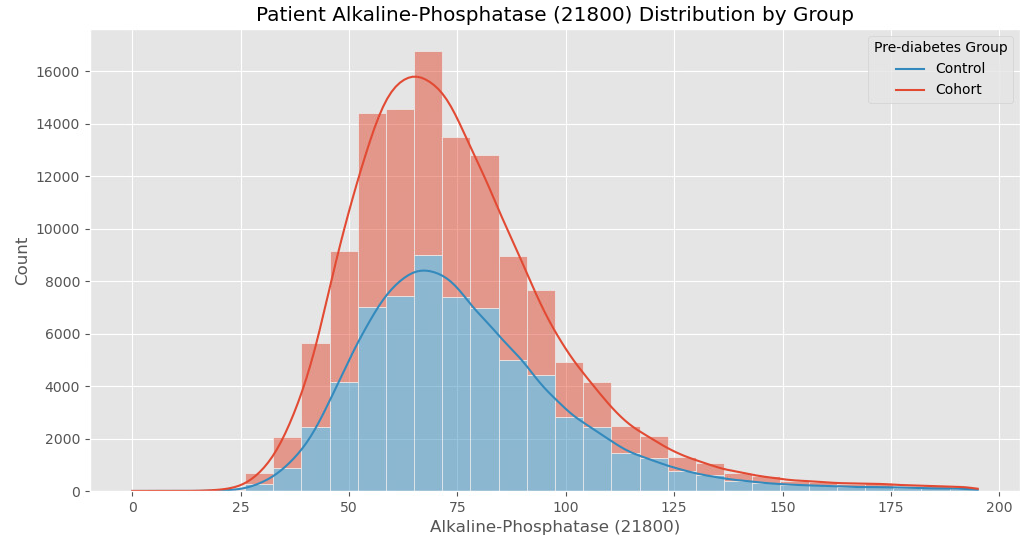 Patient Alkaline-Phosphatase (21800) Distribution by Group
Pre-diabetes Group
Control
Cohort
16000
14000
12000
10000
8000
6000
4000
2000
0
Count
0 25 50 75 100 125 150 175 200
Alkaline-Phosphatase (21800)